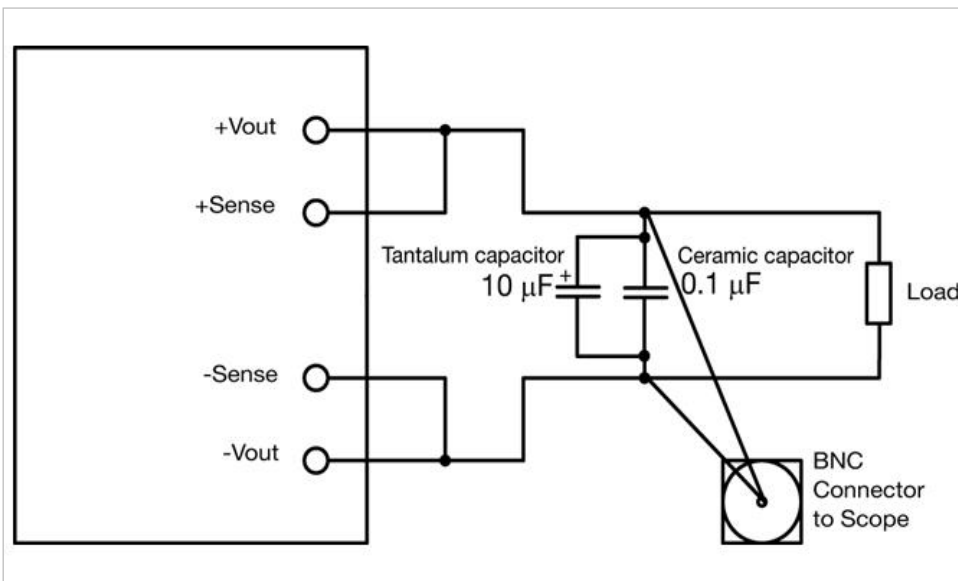 +Vout
+Sense
Tantalum capacitor
10 μF
+
Ceramic capacitor
0.1 μF
Load
-Sense
-Vout
BNC
Connector
to Scope